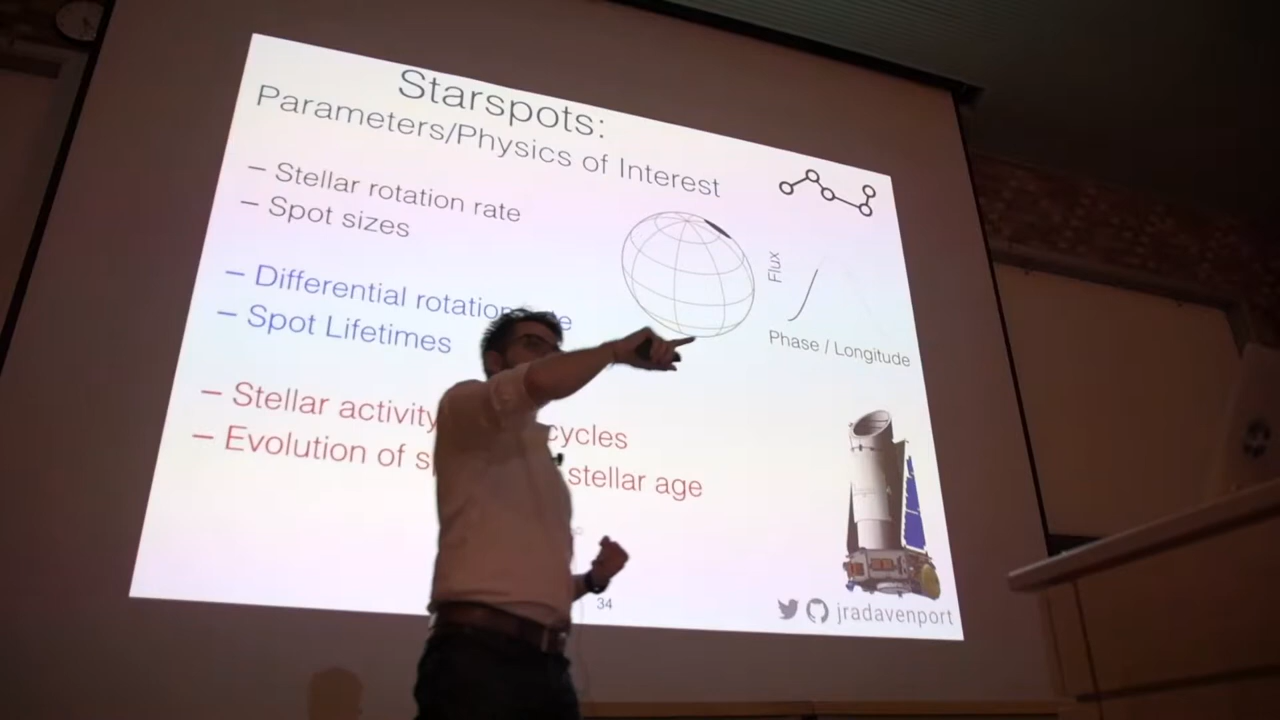 Starspots:
Parameters/Physics of Interest
– Stellar rotation rate
– Spot sizes
– Differential rotation
– Spot Lifetimes
– Stellar activity cycles
– Evolution of stellar age
Flux
Phase / Longitude
34
jradavenport